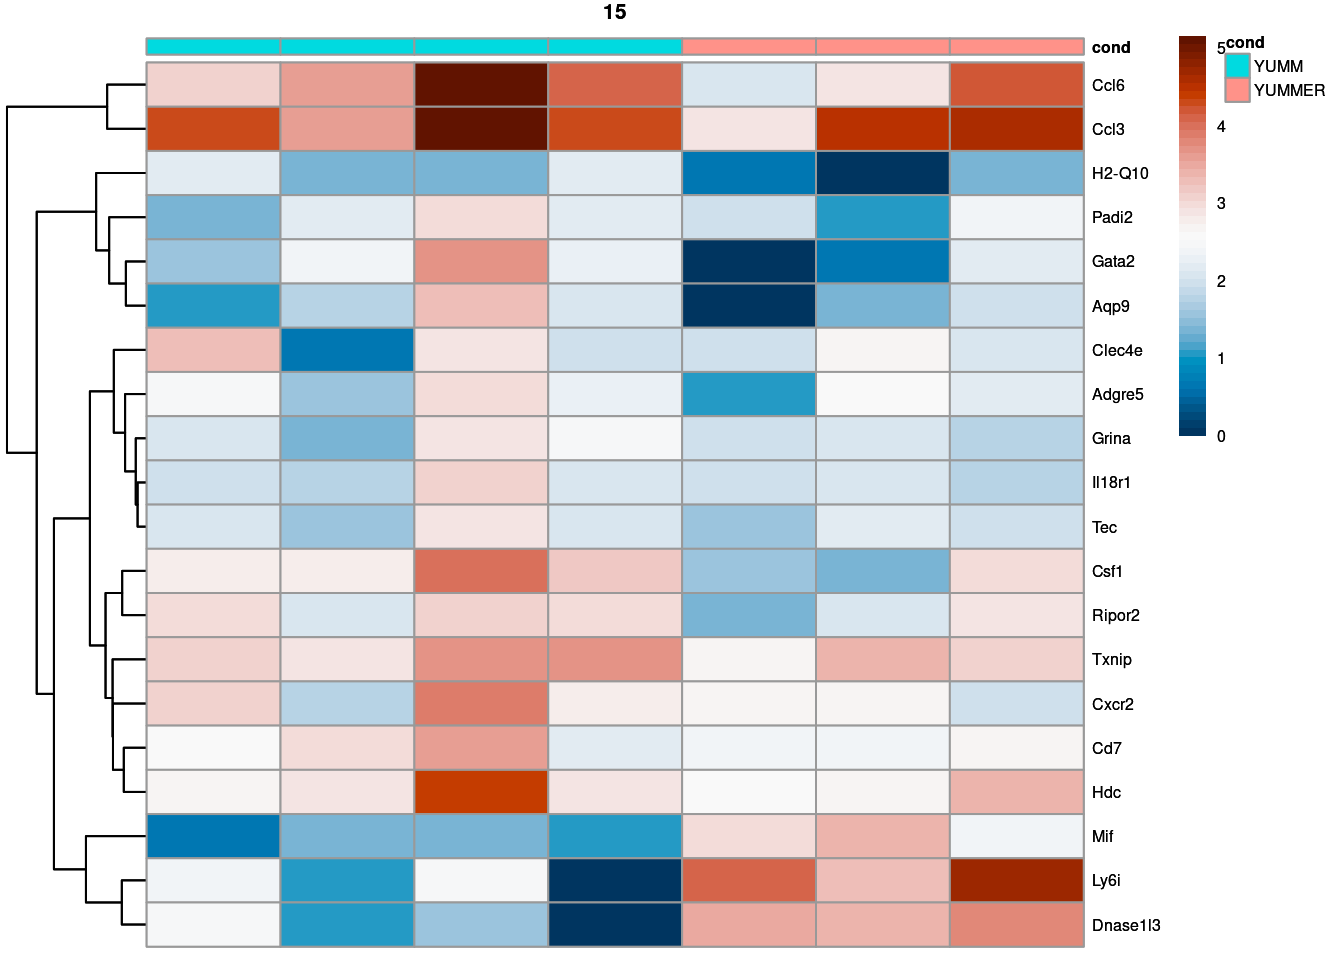 15
cond
Ccl6
Ccl3
H2-Q10
Padi2
Gata2
Aqp9
Clec4e
Adgre5
Grina
Il18r1
Tec
Csf1
Ripor2
Txnip
Cxcr2
Cd7
Hdc
Mif
Ly6i
Dnase1l3
5
4
3
2
1
0
cond
YUMM
YUMMER